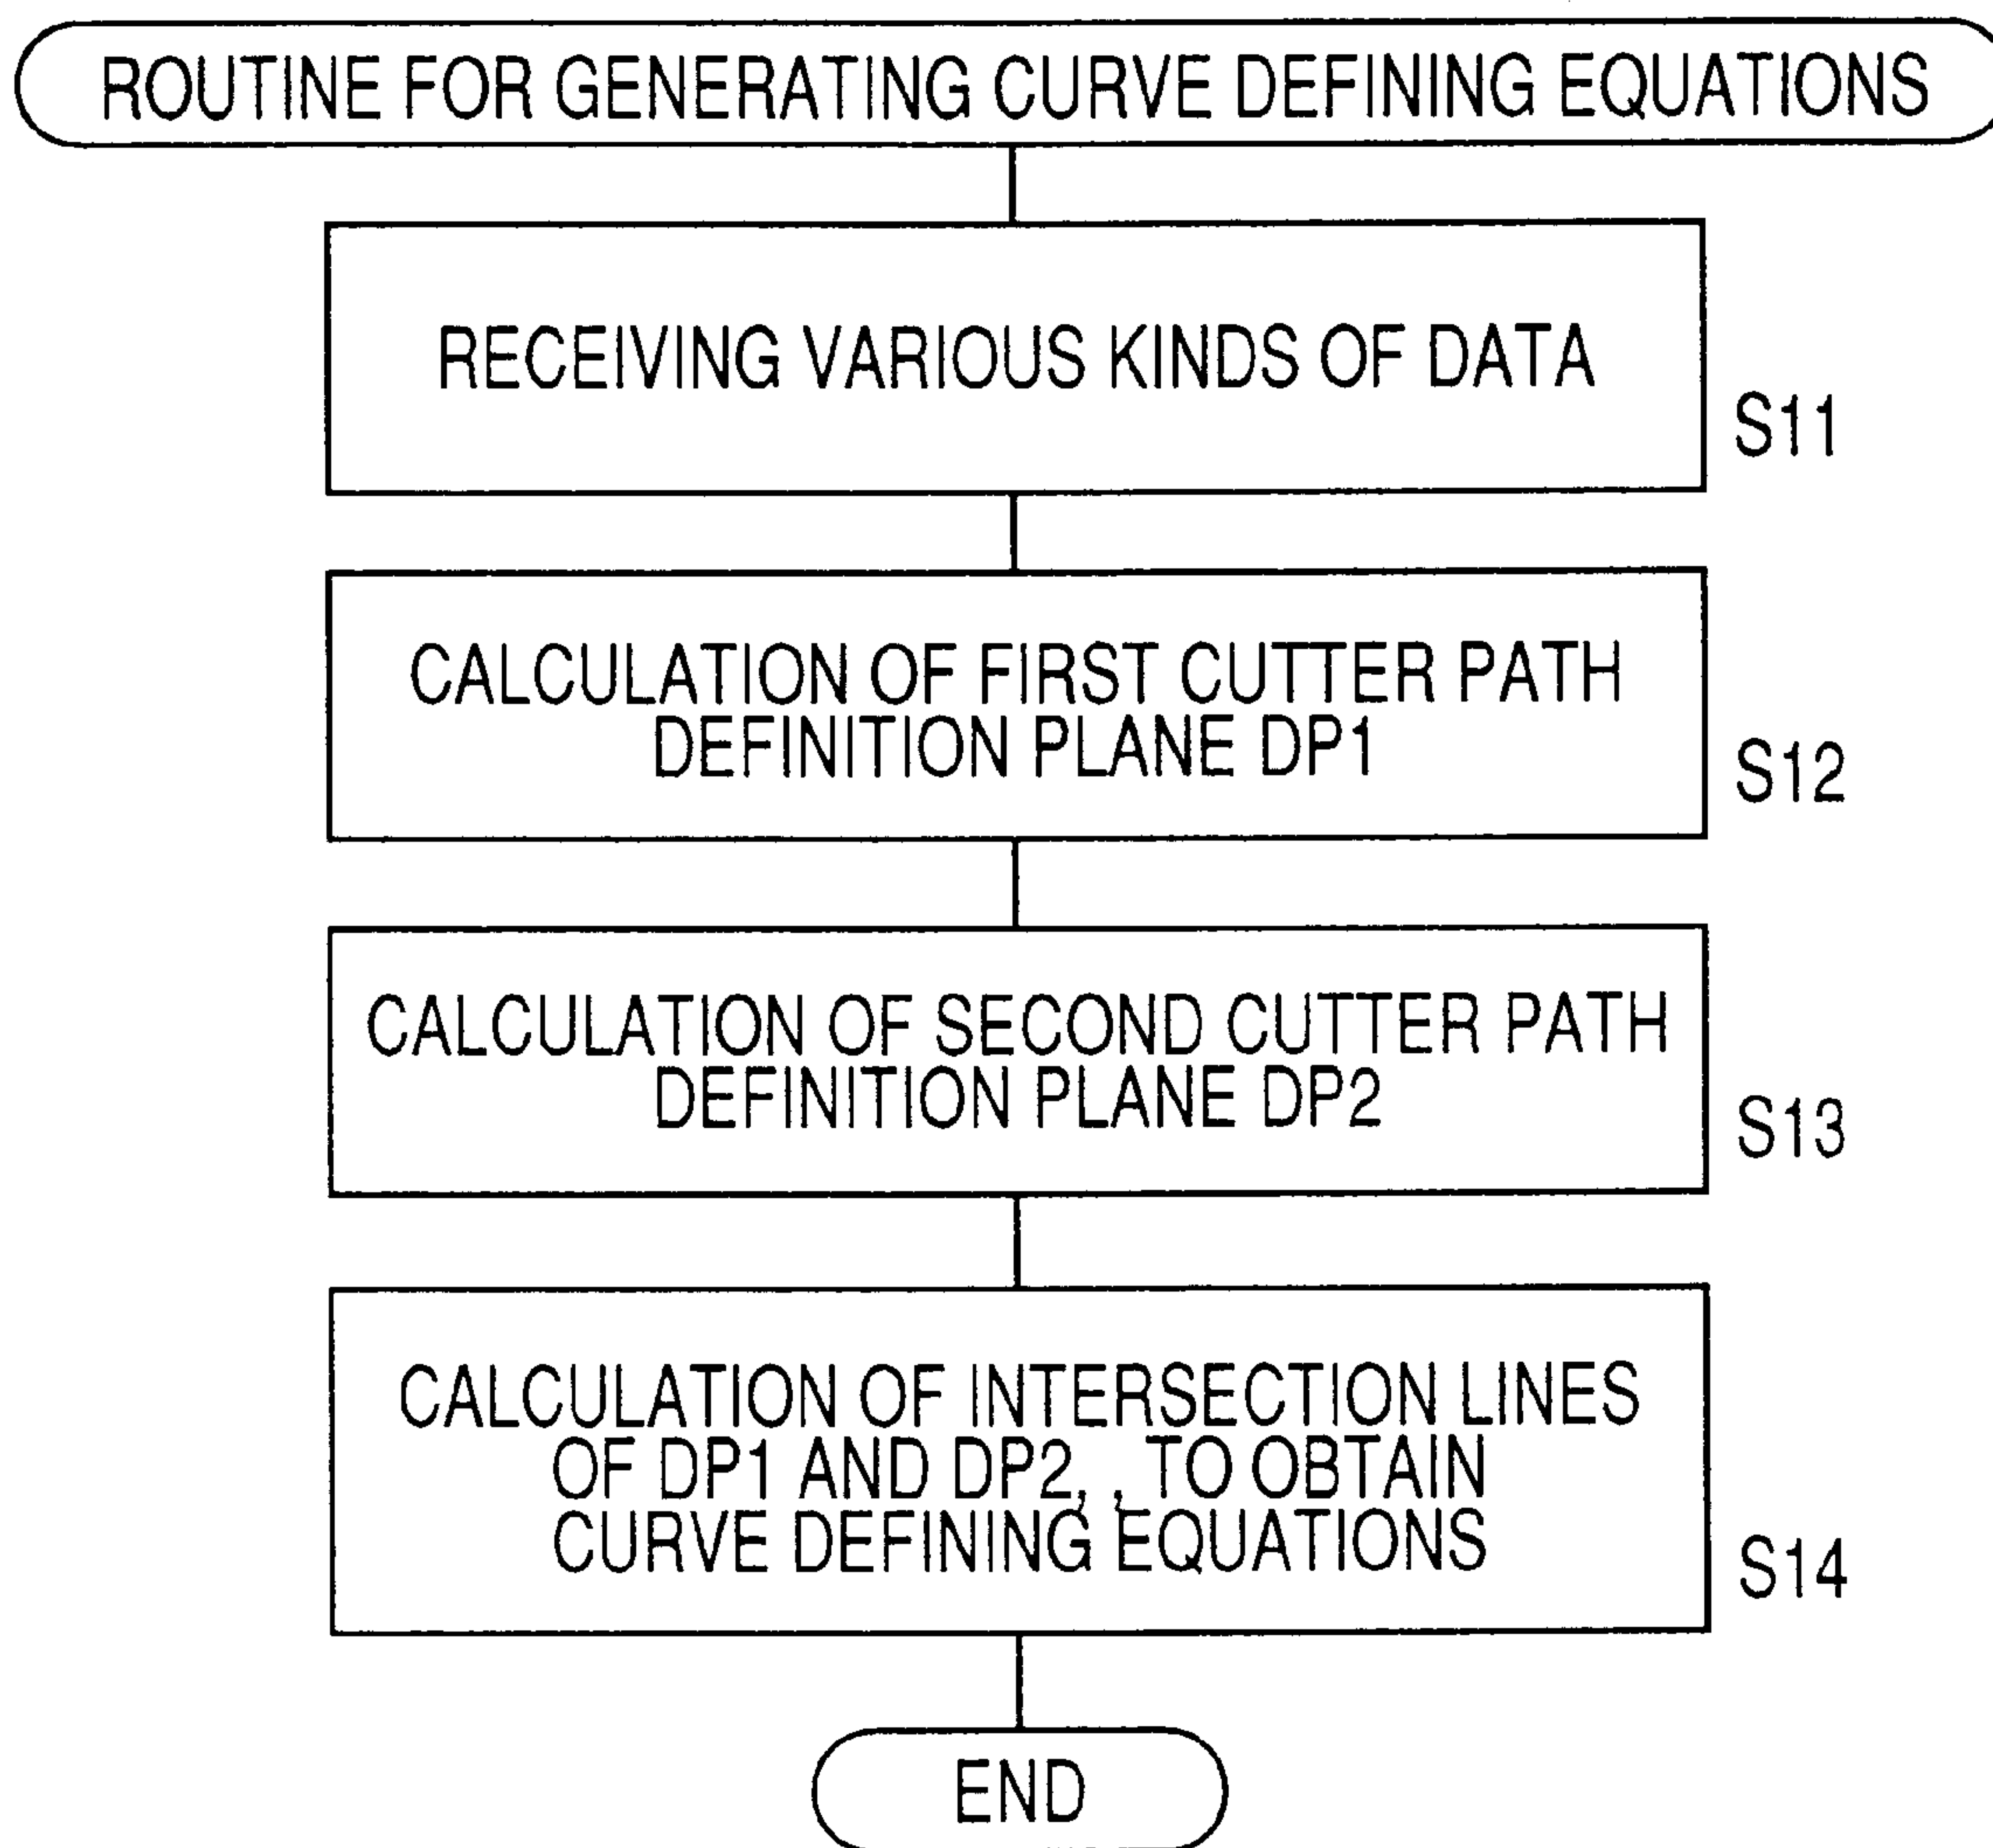 ROUTINE FOR GENERATING CURVE DEFINING EQUATIONS
RECEIVING VARIOUS KINDS OF DATA
S11
CALCULATION OF FIRST CUTTER PATH
DEFINITION PLANE DP1
S12
CALCULATION OF SECOND CUTTER PATH
DEFINITION PLANE DP2
S13
CALCULATION OF INTERSECTION LINES
OF DP1 AND DP2, , TO OBTAIN
CURVE DEFINING EQUATIONS
S14
END